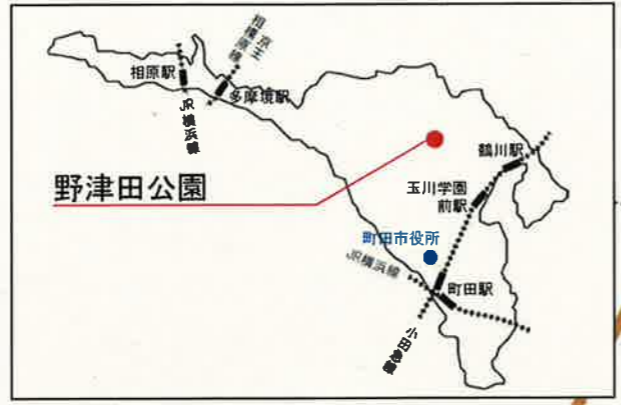 相原駅
JR横浜線
京王
相模原線
多摩境駅
鶴川駅
玉川学園
前駅
野津田公園
町田市役所
JR横浜線
町田駅
小田急線